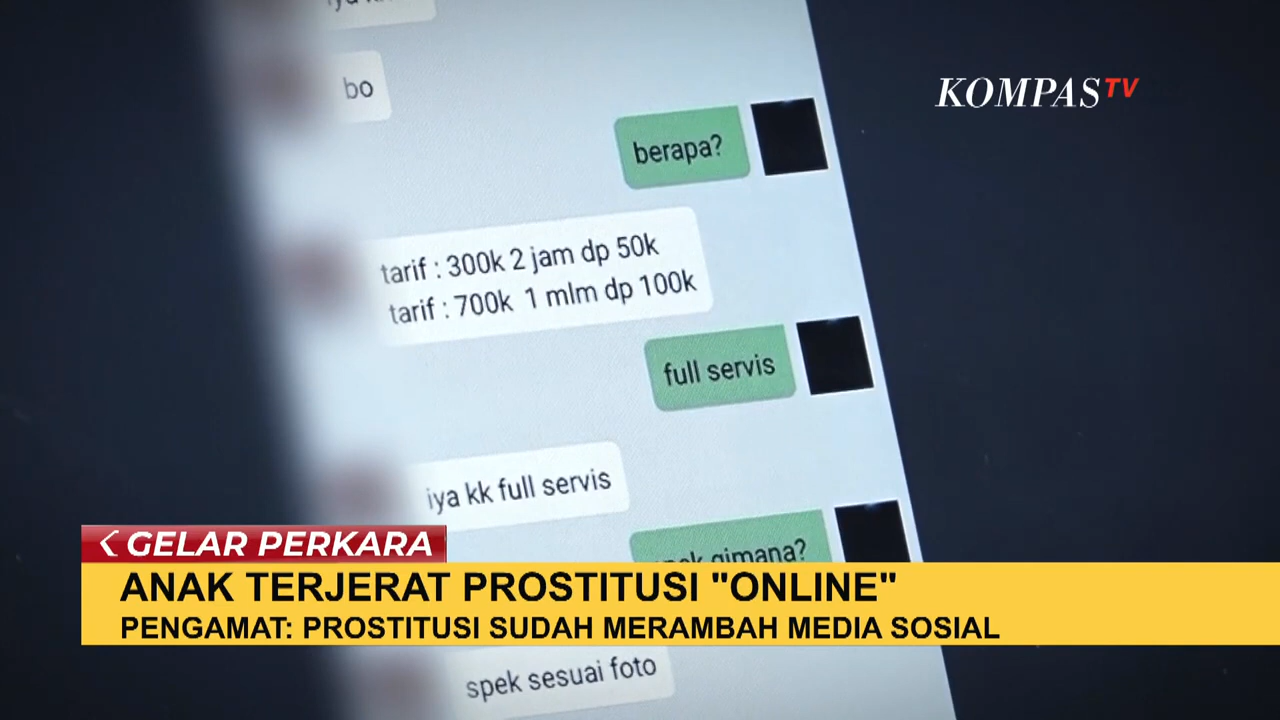 bo
KOMPASTV
berapa?
tarif : 300k 2 jam dp 50k
tarif : 700k 1 mlm dp 100k
full servis
iya kk full servis
gimana?
GELAR PERKARA
ANAK TERJERAT PROSTITUSI "ONLINE"
PENGAMAT: PROSTITUSI SUDAH MERAMBAH MEDIA SOSIAL
spek sesuai foto